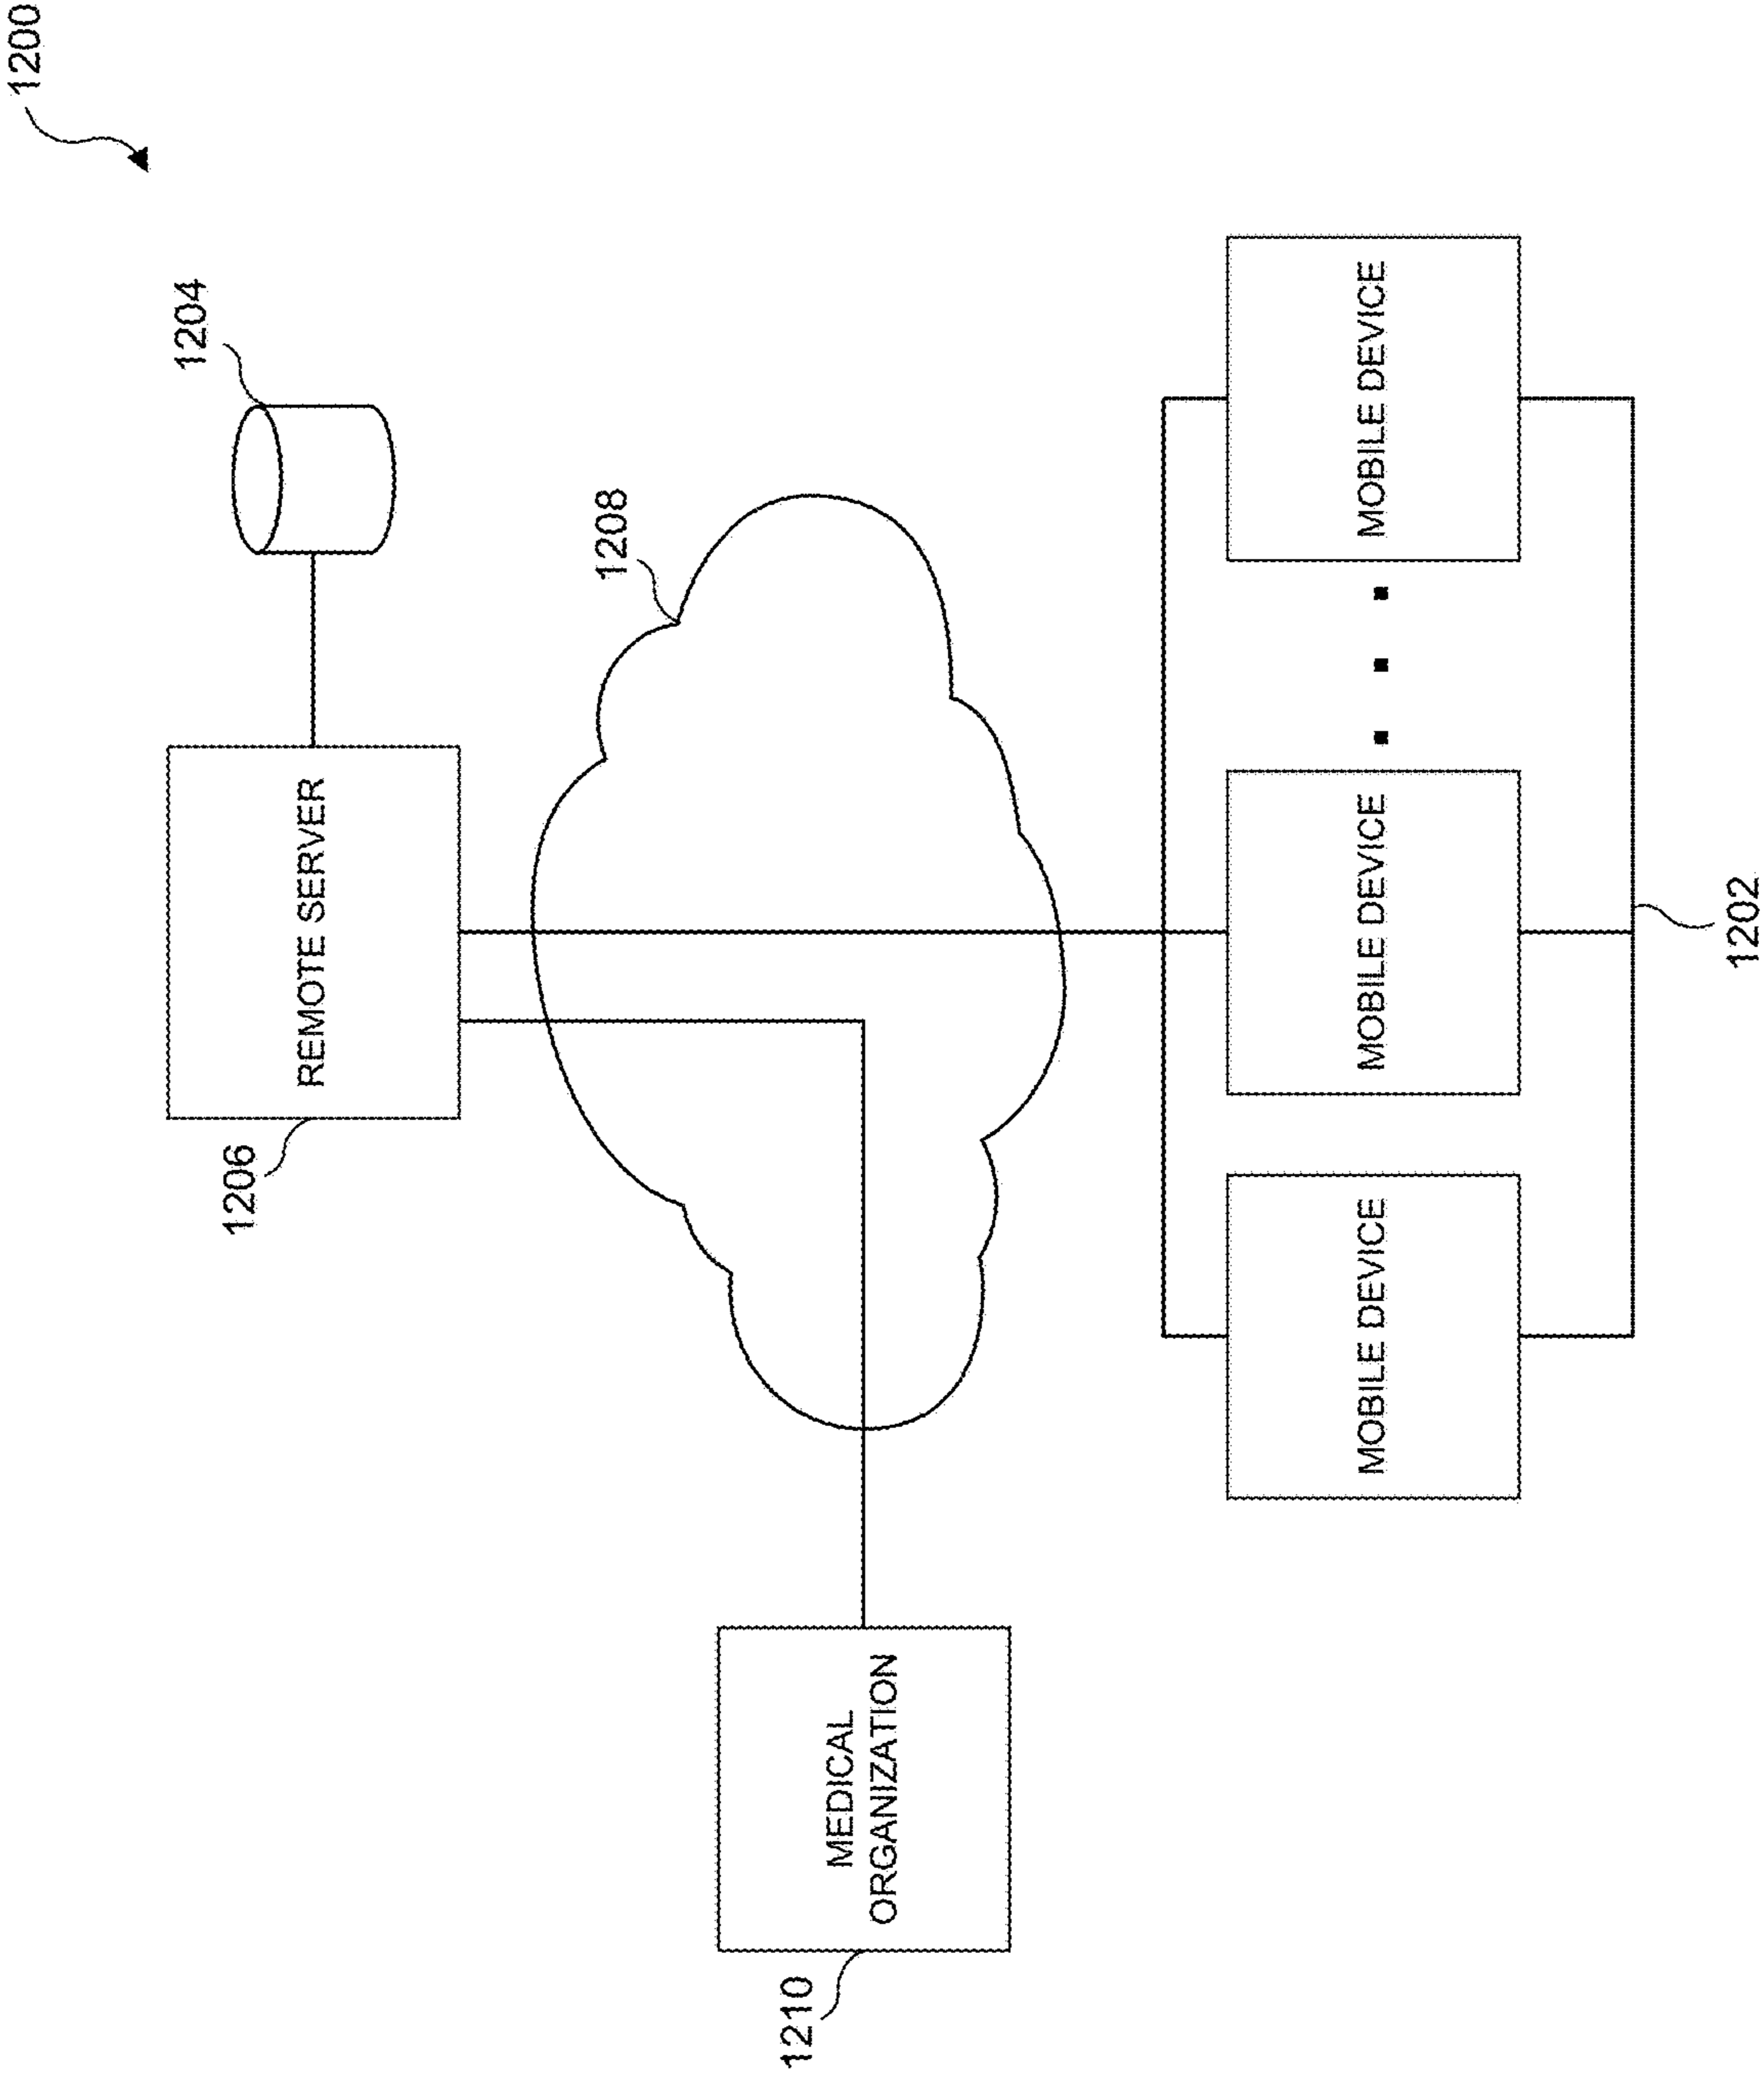 1200
1204
REMOTE SERVER
1206
1208
MEDICAL
ORGANIZATION
1210
MOBILE DEVICE
MOBILE DEVICE
MOBILE DEVICE
1202